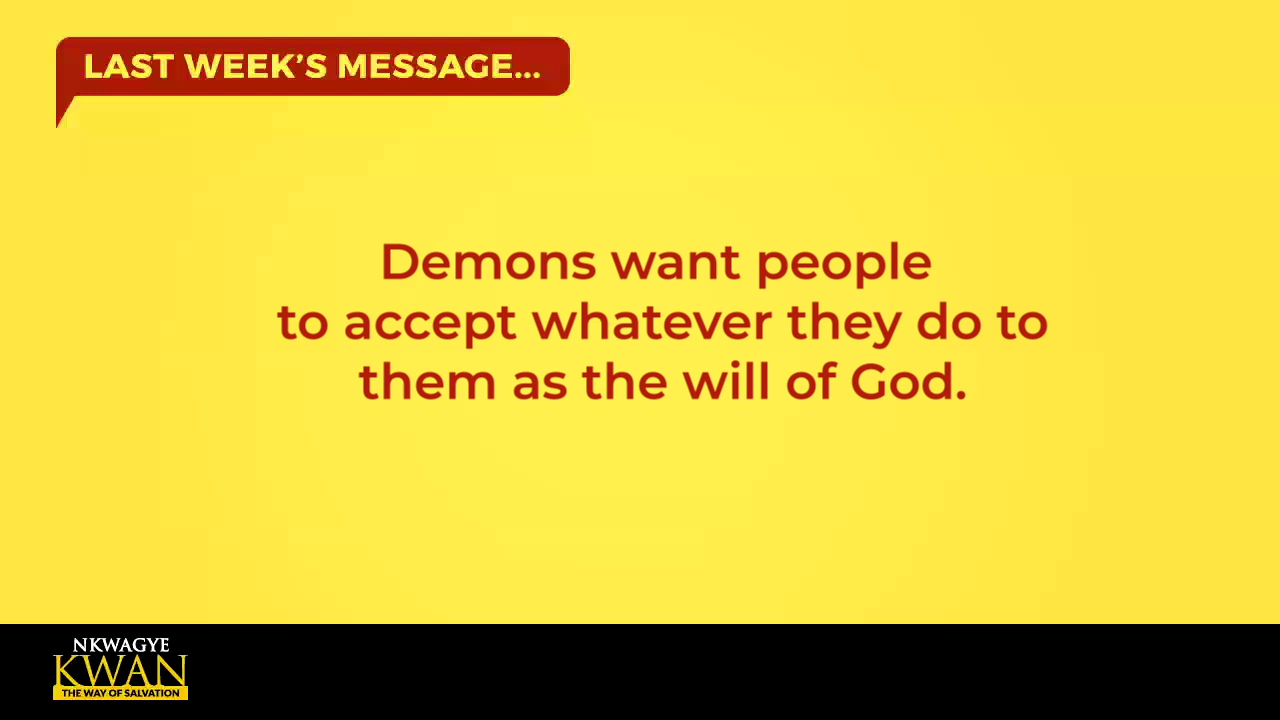 LAST WEEK'S MESSAGE...
Demons want people
to accept whatever they do to
them as the will of God.
NKWAGYE
KWAN
THE WAY OF SALVATION